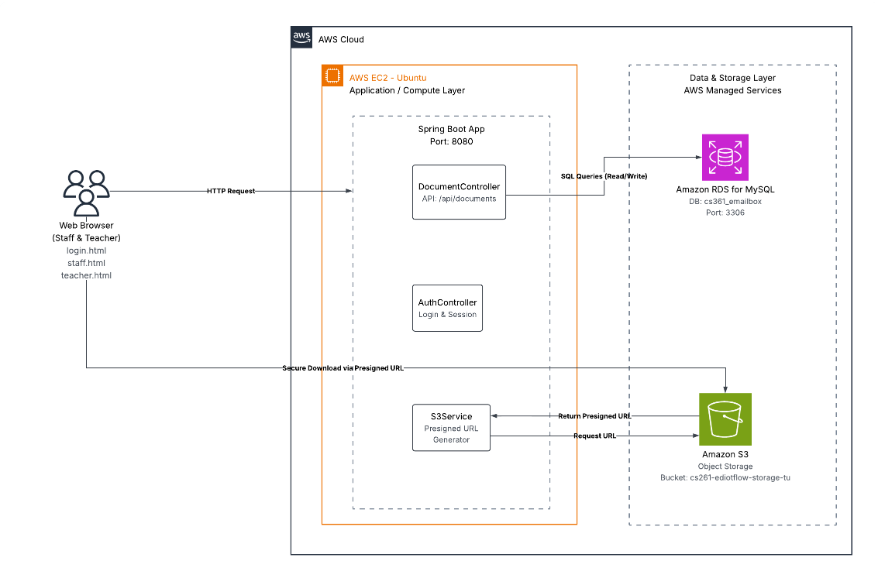 aws
AWS Cloud
AWS EC2 - Ubuntu
Application / Compute Layer
Data & Storage Layer
AWS Managed Services
Spring Boot App
Port: 8080
DocumentController
API: /api/documents
SQL Queries (Read/Write)
Amazon RDS for MySQL
DB: cs361_emailbox
Port: 3306
HTTP Request
Web Browser
(Staff & Teacher)
login.html
staff.html
teacher.html
AuthController
Login & Session
Secure Download via Presigned URL
S3Service
Presigned URL
Generator
Return Presigned URL
Request URL
Amazon S3
Object Storage
Bucket: cs261-ediotflow-storage-tu